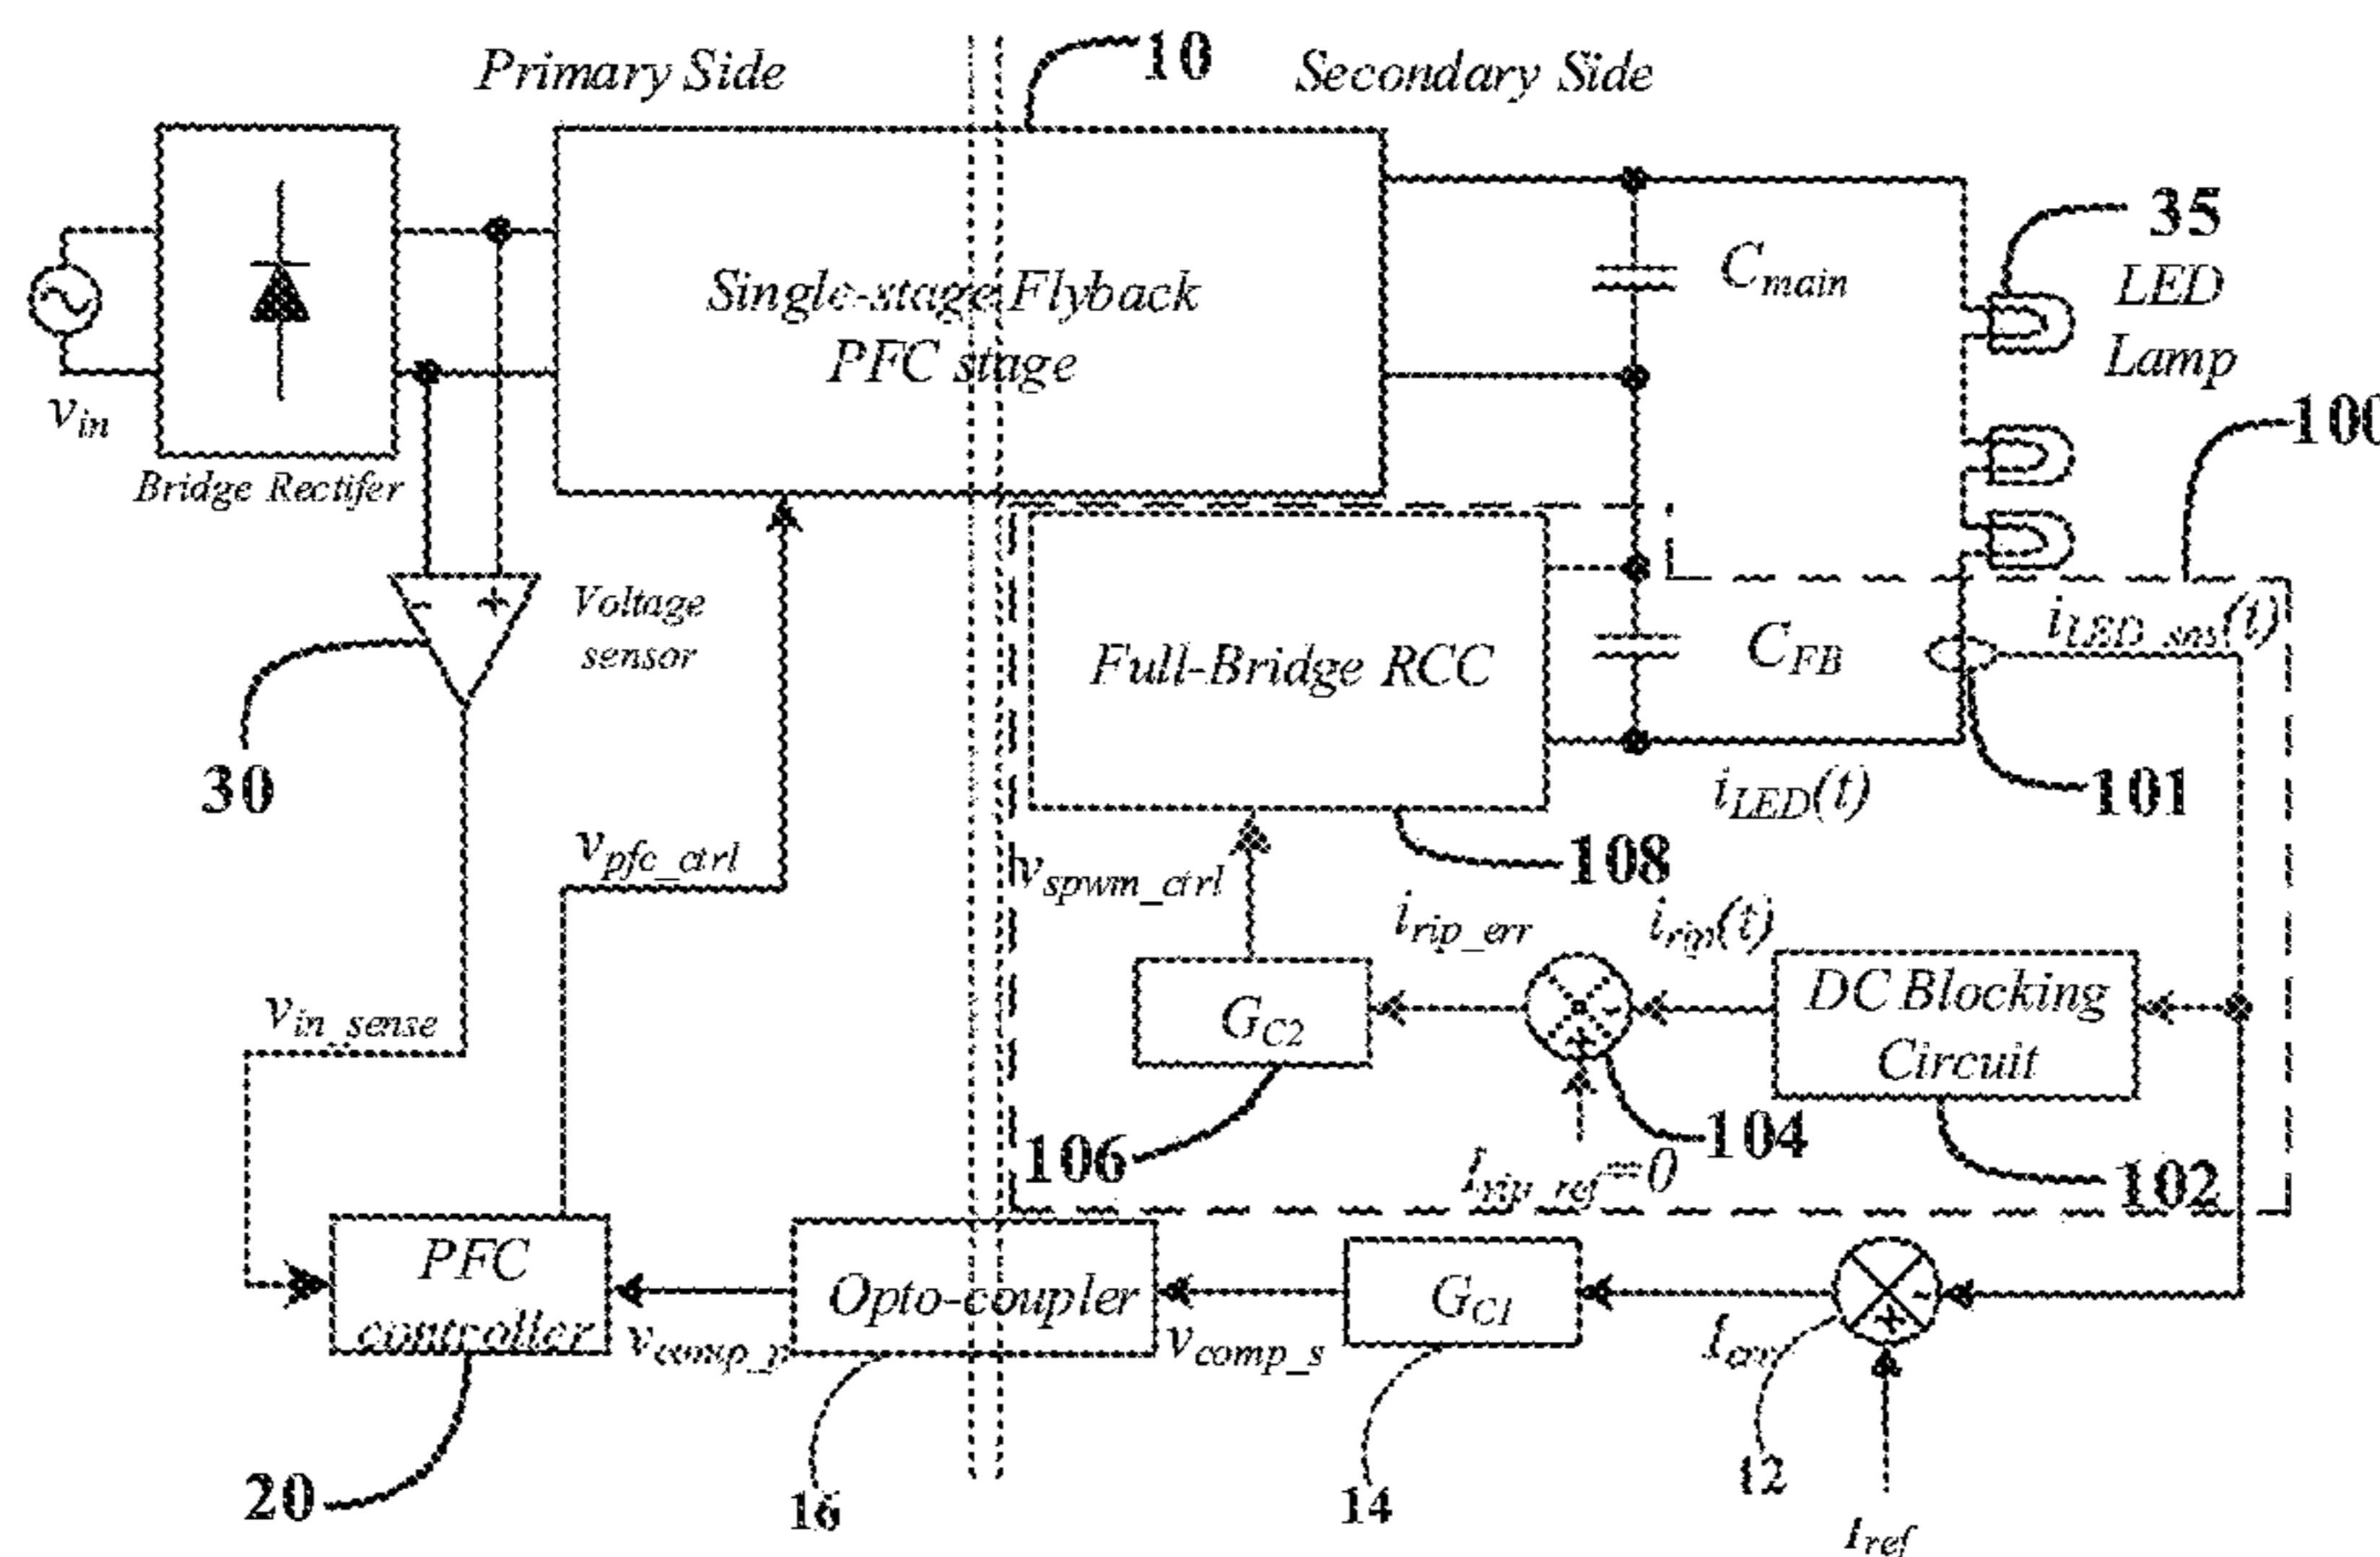 Primary Side
10
Secondary Side
35
LED
Lamp
100
v_in
Bridge Rectifer
Single-stage Flyback
PFC stage
C_main
Voltage
sensor
30
Full-Bridge RCC
C_FB
i_LED_sns(t)
101
i_LED(t)
108
v_pfc_ctrl
v_spwm_ctrl
i_rip_err
i_rip(t)
v_in_sense
G_C2
DC Blocking
Circuit
106
I_rip_ref=0
104
102
PFC
controller
v_comp_p
Opto-coupler
v_comp_s
G_C1
I_err
20
16
14
12
I_ref